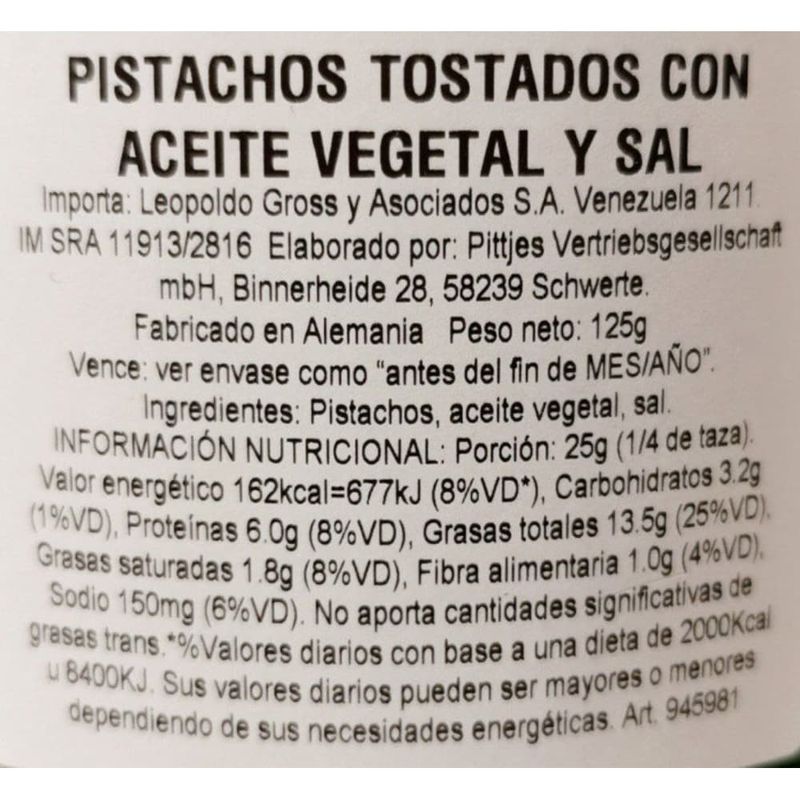 PISTACHOS TOSTADOS CON
ACEITE VEGETAL Y SAL
Importa: Leopoldo Gross y Asociados S.A. Venezuela 1211.
IM SRA 11913/2816 Elaborado por: Pittjes Vertriebsgesellschaft
mbH, Binnerheide 28, 58239 Schwerte.
Fabricado en Alemania Peso neto: 125g
Vence: ver envase como "antes del fin de MES/AÑO".
Ingredientes: Pistachos, aceite vegetal, sal.
INFORMACIÓN NUTRICIONAL: Porción: 25g (1/4 de taza).
Valor energético 162kcal=677kJ (8%VD*), Carbohidratos 3.2g
(1%VD), Proteínas 6.0g (8%VD), Grasas totales 13.5g (25%VD),
Grasas saturadas 1.8g (8%VD), Fibra alimentaria 1.0g (4%VD),
Sodio 150mg (6%VD). No aporta cantidades significativas de
grasas trans.*%Valores diarios con base a una dieta de 2000Kcal
u 8400KJ. Sus valores diarios pueden ser mayores o menores
dependiendo de sus necesidades energéticas. Art. 945981